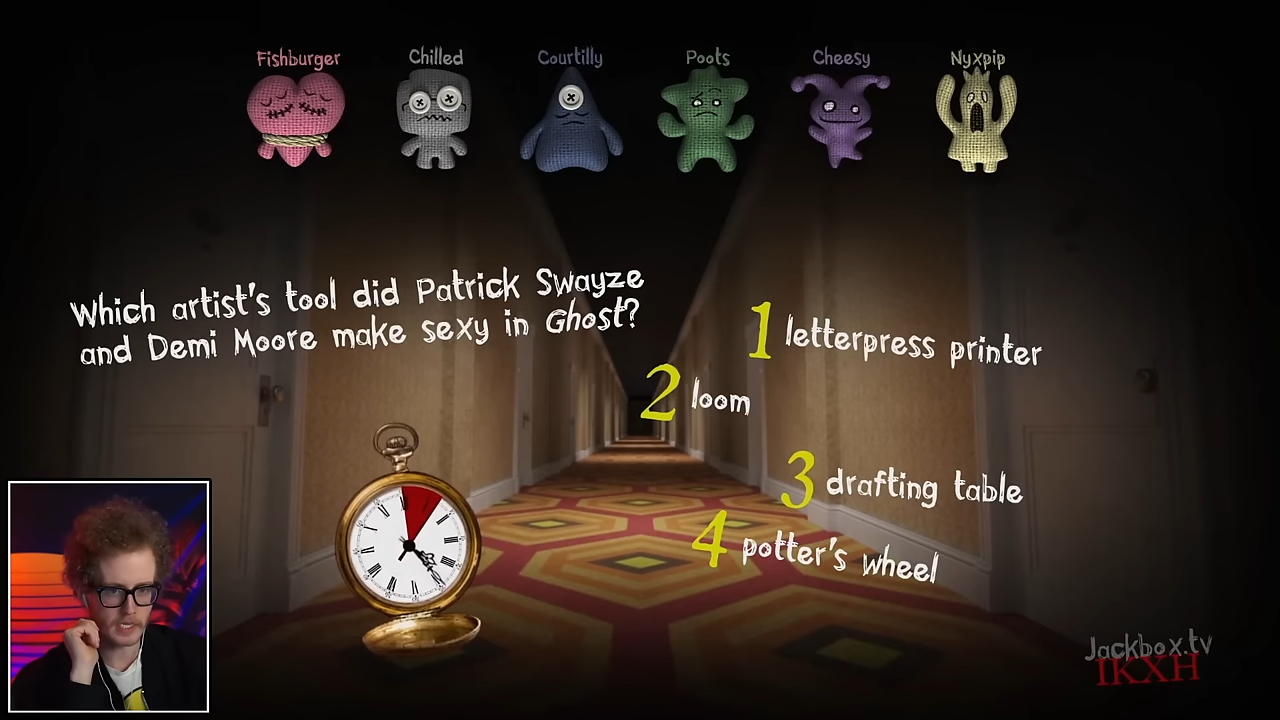 Fishburger
Chilled
Courtilly
Poots
Cheesy
Nyxpip
Which artist's tool did Patrick Swayze
and Demi Moore make sexy in Ghost?
1 letterpress printer
2 loom
3 drafting table
4 potter's wheel
Jackbox.tv
IKXH